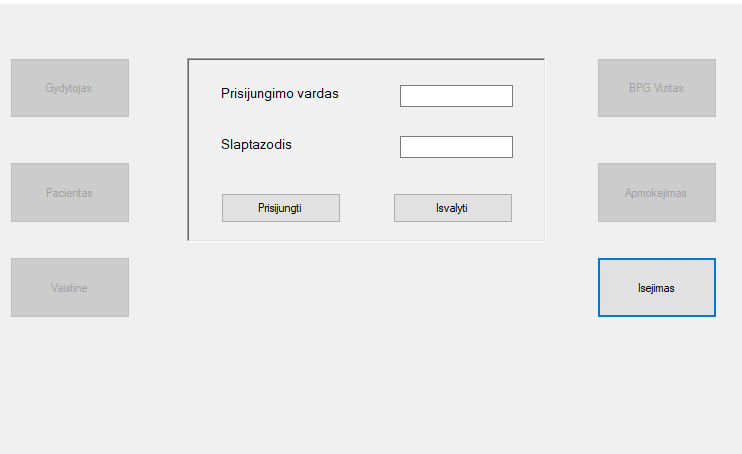 Gydytojas
Prisijungimo vardas
BPG Vizitas
Slaptazodis
Pacientas
Prisijungti
Isvalyti
Apmokejimas
Vaistine
Isejimas